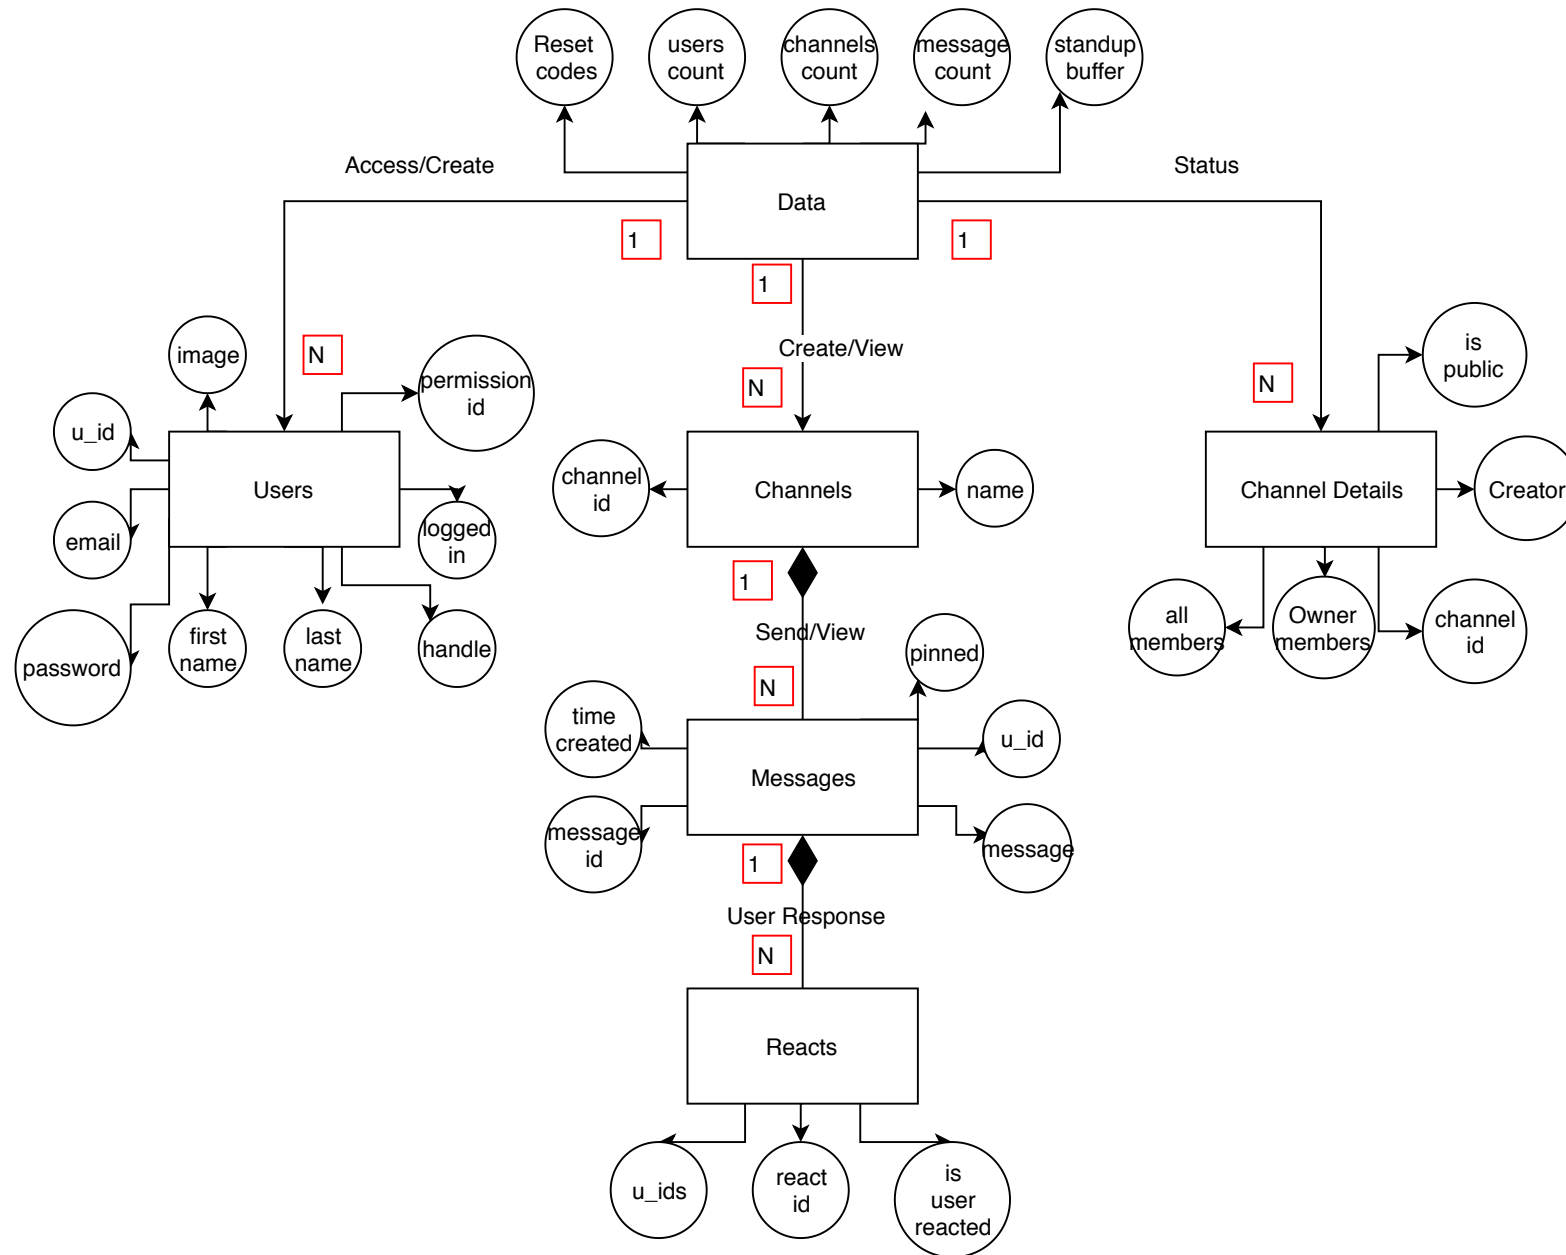 Reset
codes
users
count
channels
count
message
count
standup
buffer
Access/Create
Status
Data
1
1
1
N
image
permission
id
Create/View
N
N
is
public
u_id
Users
email
logged
in
channel
id
Channels
name
Channel Details
Creator
password
first
name
last
name
handle
1
Send/View
N
pinned
all
members
Owner
members
channel
id
time
created
u_id
Messages
message
id
message
1
User Response
N
Reacts
u_ids
react
id
is
user
reacted